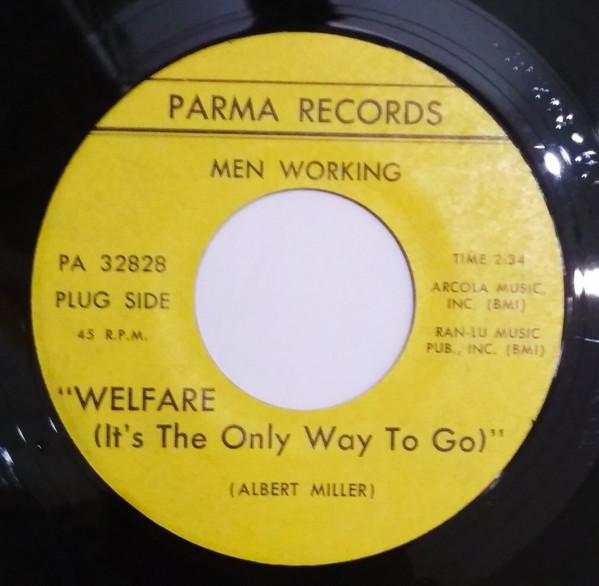 PARMA RECORDS
MEN WORKING
PA 32828
PLUG SIDE
45 R.P.M.
TIME 2:34
ARCOLA MUSIC,
INC. (BMI)
RAN-LU MUSIC
PUB., INC. (BMI)
"WELFARE
(It's The Only Way To Go)"
(ALBERT MILLER)